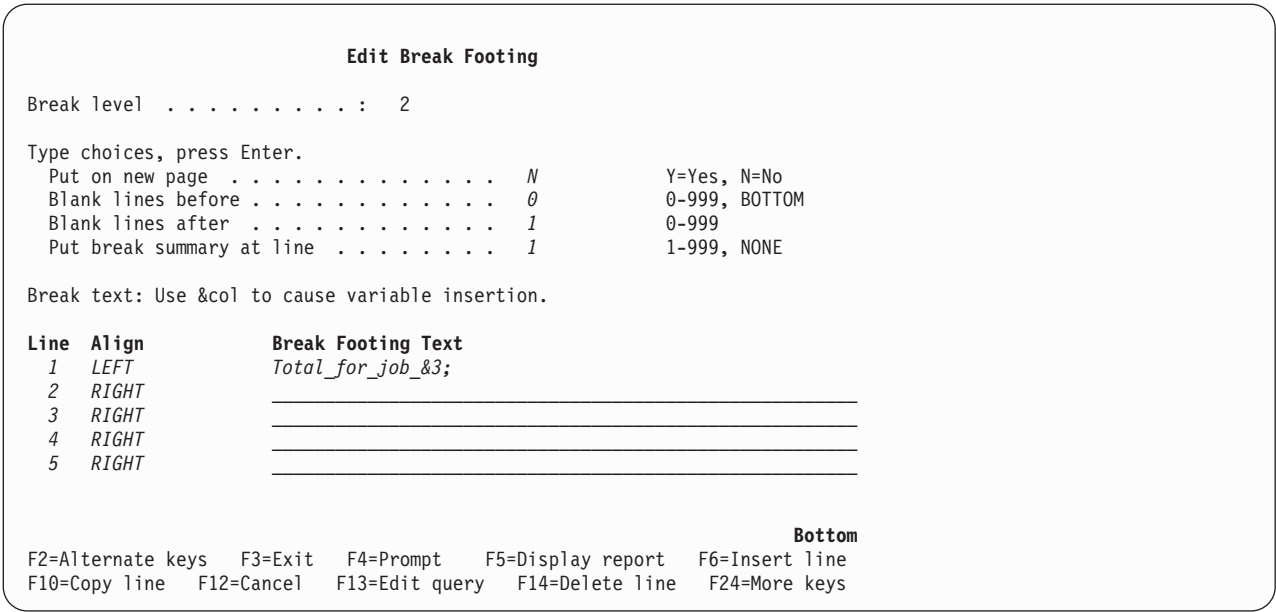 Edit Break Footing
Break level . . . . . . . . . : 2
Type choices, press Enter.
Put on new page . . . . . . . . . . . . . N Y=Yes, N=No
Blank lines before . . . . . . . . . . . . 0 0-999, BOTTOM
Blank lines after . . . . . . . . . . . . 1 0-999
Put break summary at line . . . . . . . . 1 1-999, NONE
Break text: Use &col to cause variable insertion.
Line Align Break Footing Text
1 LEFT Total_for_job_&3;
2 RIGHT _______________________________________________________
3 RIGHT _______________________________________________________
4 RIGHT _______________________________________________________
5 RIGHT _______________________________________________________
Bottom
F2=Alternate keys F3=Exit F4=Prompt F5=Display report F6=Insert line
F10=Copy line F12=Cancel F13=Edit query F14=Delete line F24=More keys